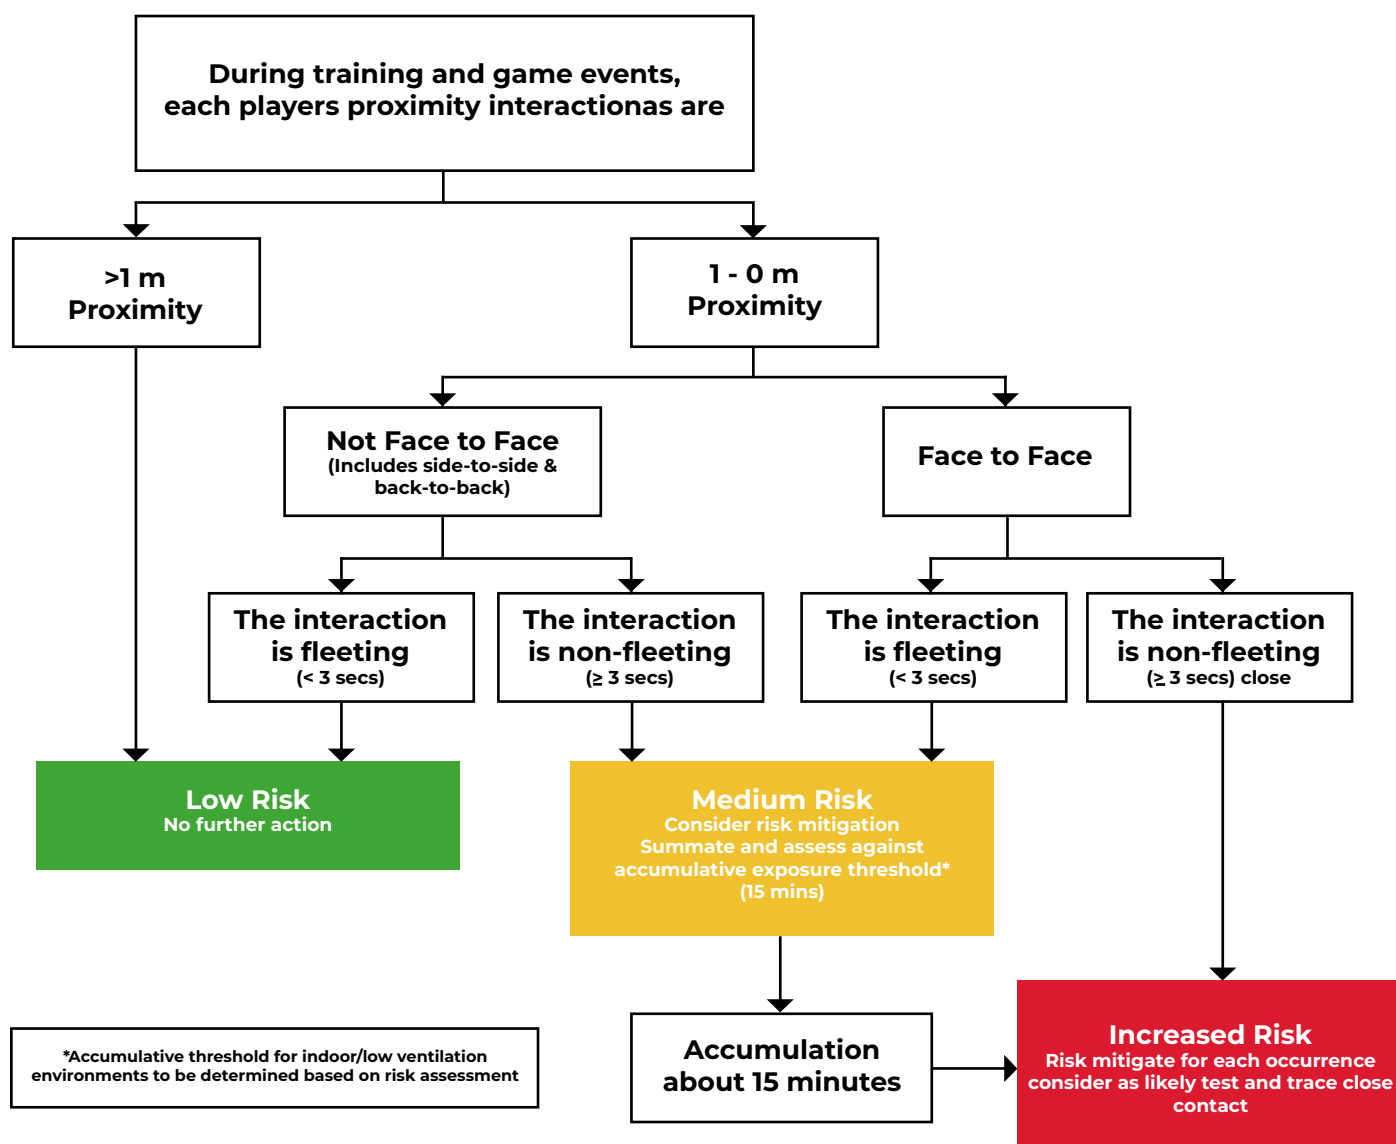 During training and game events,
each players proximity interactionas are
>1 m
Proximity
1 - 0 m
Proximity
Not Face to Face
(Includes side-to-side &
back-to-back)
Face to Face
The interaction
is fleeting
(< 3 secs)
The interaction
is non-fleeting
(≥ 3 secs)
The interaction
is fleeting
(< 3 secs)
The interaction
is non-fleeting
(≥ 3 secs) close
Low Risk
No further action
Medium Risk
Consider risk mitigation
Summate and assess against
accumulative exposure threshold*
(15 mins)
*Accumulative threshold for indoor/low ventilation
environments to be determined based on risk assessment
Accumulation
about 15 minutes
Increased Risk
Risk mitigate for each occurrence
consider as likely test and trace close
contact